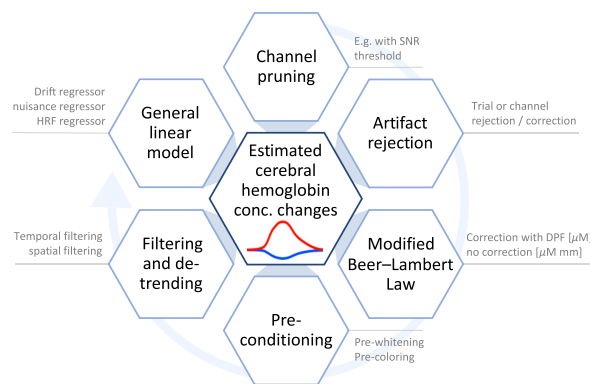 Channel
pruning
E.g. with SNR
threshold
Artifact
rejection
Trial or channel
rejection / correction
Modified
Beer–Lambert
Law
Correction with DPF [μM]
no correction [μM mm]
Pre-
conditioning
Pre-whitening
Pre-coloring
Filtering
and de-
trending
Temporal filtering
spatial filtering
General
linear
model
Drift regressor
nuisance regressor
HRF regressor
Estimated
cerebral
hemoglobin
conc. changes